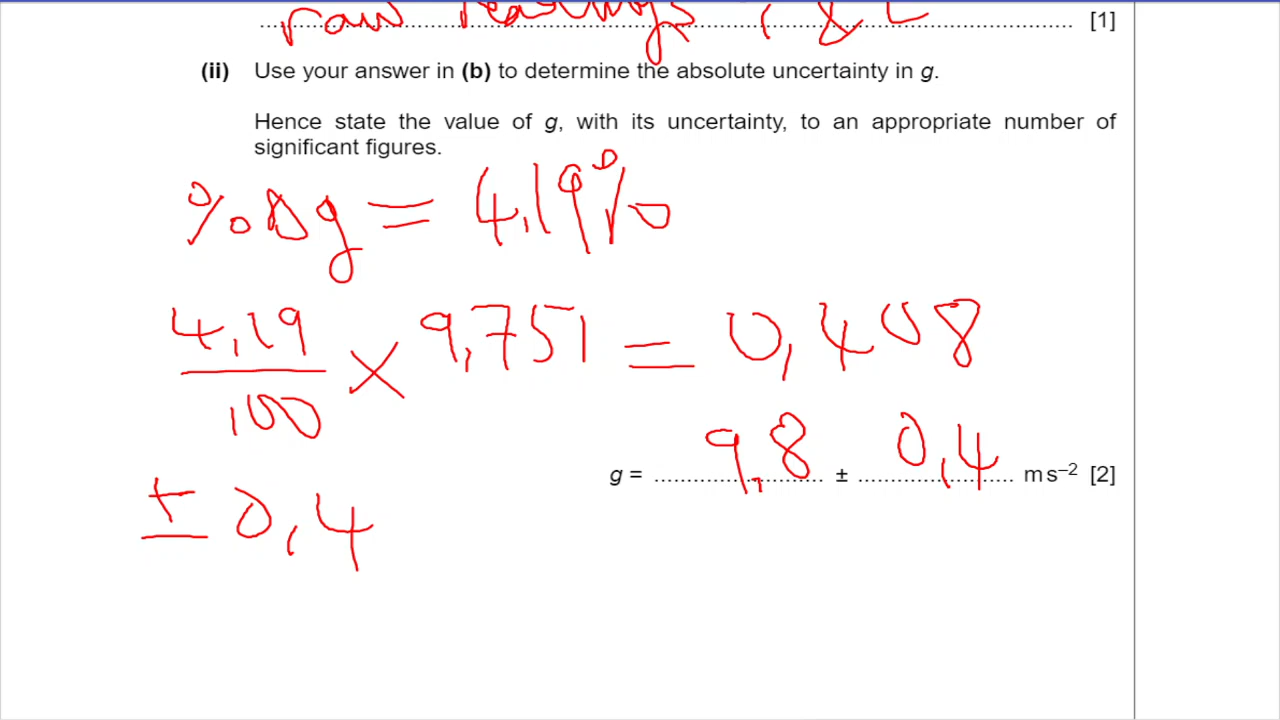 raw readings T & L [1]
(ii) Use your answer in (b) to determine the absolute uncertainty in g.
Hence state the value of g, with its uncertainty, to an appropriate number of
significant figures.
%Δg = 4,19%
4,19/100 × 9,751 = 0,408
g = 9,8 ± 0,4 m s⁻² [2]
± 0,4